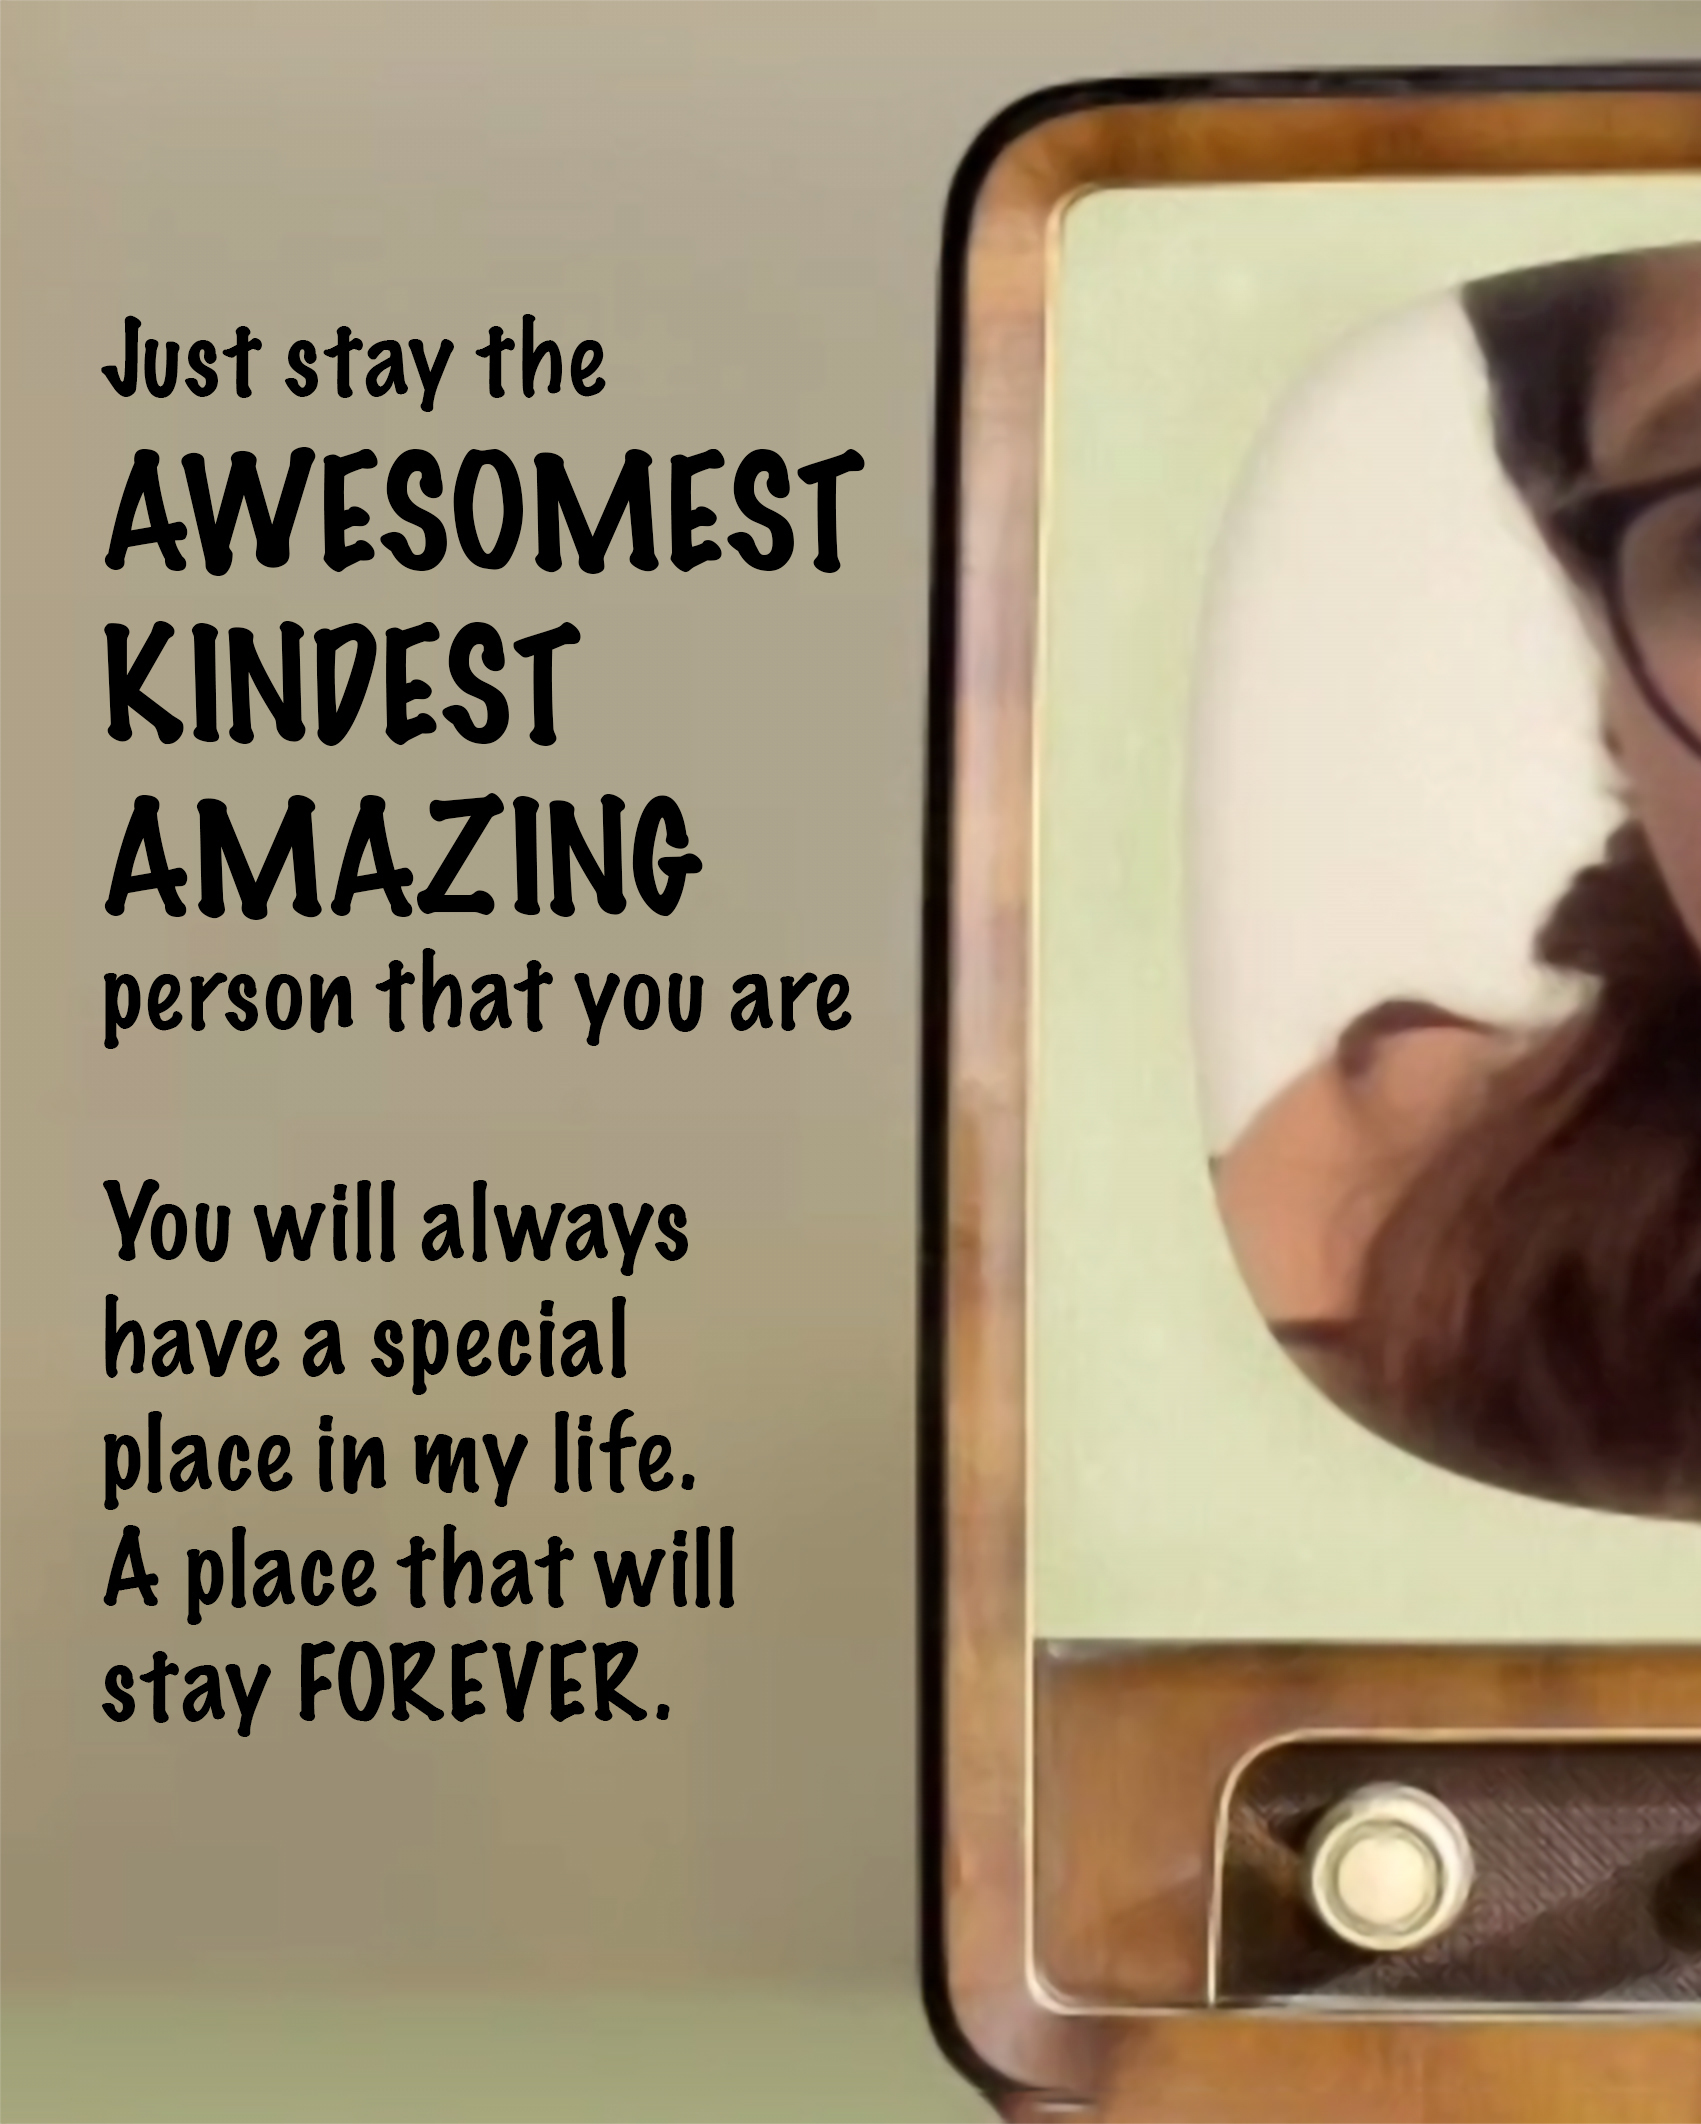 Just stay the
AWESOMEST
KINDEST
AMAZING
person that you are
You will always
have a special
place in my life.
A place that will
stay FOREVER.